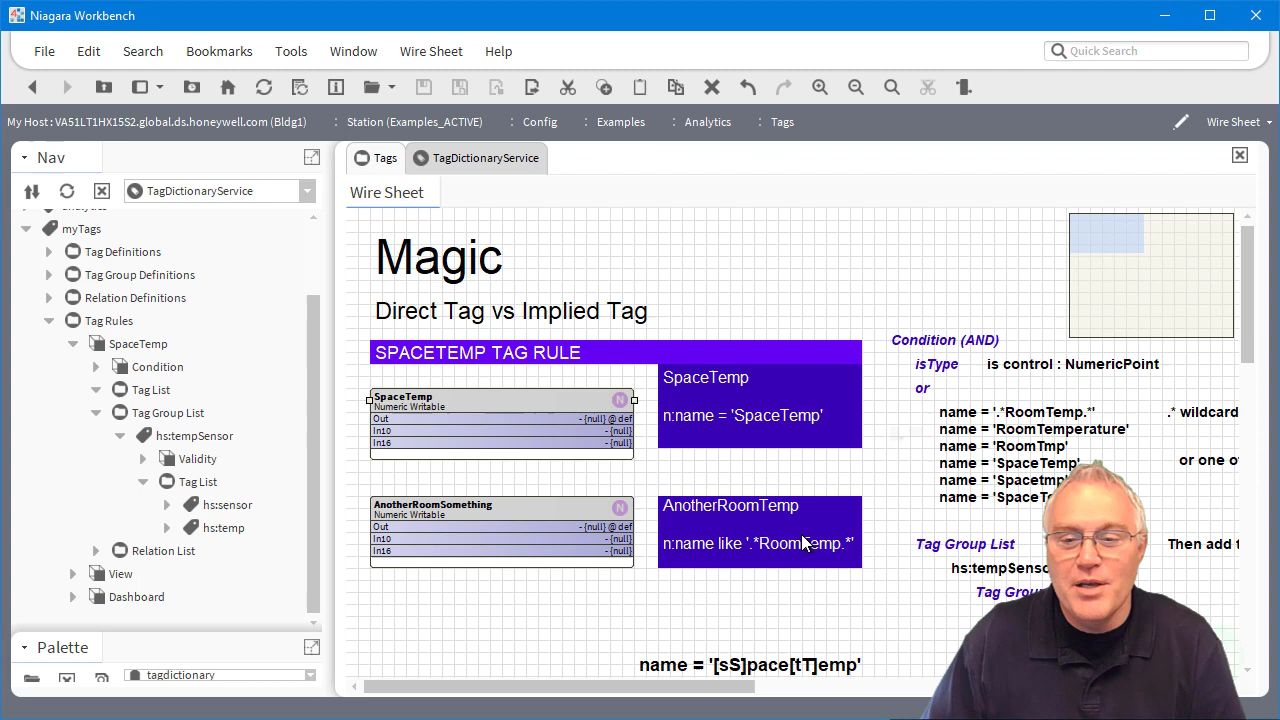 Niagara Workbench
File Edit Search Bookmarks Tools Window Wire Sheet Help
Quick Search
My Host : VA51LT1HX15S2.global.ds.honeywell.com (Bldg1) : Station (Examples_ACTIVE) : Config : Examples : Analytics : Tags
Wire Sheet
Nav
TagDictionaryService
myTags
Tag Definitions
Tag Group Definitions
Relation Definitions
Tag Rules
SpaceTemp
Condition
Tag List
Tag Group List
hs:tempSensor
Validity
Tag List
hs:sensor
hs:temp
Relation List
View
Dashboard
Palette
tagdictionary
Tags TagDictionaryService
Wire Sheet
Magic
Direct Tag vs Implied Tag
SPACETEMP TAG RULE
SpaceTemp
Numeric Writable
N
Out - {null} @ def
In10 - {null}
In16 - {null}
SpaceTemp
n:name = 'SpaceTemp'
AnotherRoomSomething
Numeric Writable
N
Out - {null} @ def
In10 - {null}
In16 - {null}
AnotherRoomTemp
n:name like '.*RoomTemp.*'
name = '[sS]pace[tT]emp'
Condition (AND)
isType is control : NumericPoint
or
name = '.*RoomTemp.*' .* wildcard
name = 'RoomTemperature'
name = 'RoomTmp'
name = 'SpaceTemp'
or one
name = 'Spacetmp'
name =
Tag Group List Then add